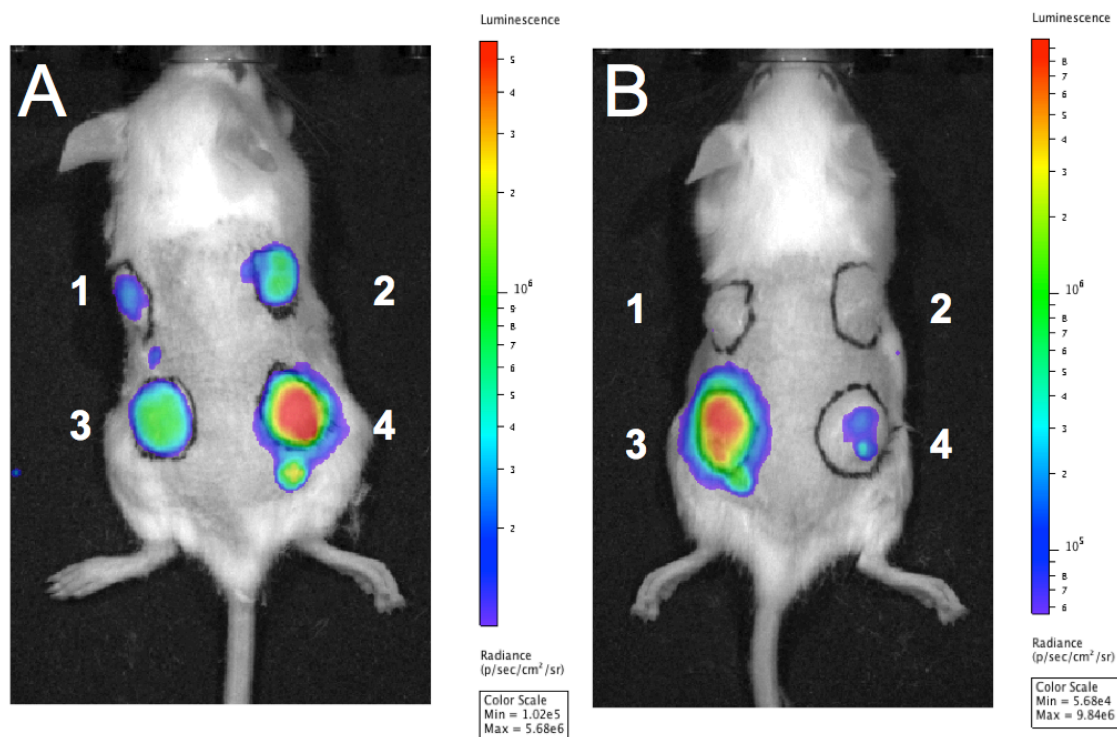 Luminescence
A
5
4
3
2
10⁶
9
8
7
6
5
4
3
2
1
2
3
4
Radiance
(p/sec/cm²/sr)
Color Scale
Min = 1.02e5
Max = 5.68e6
Luminescence
B
8
7
6
5
4
3
2
10⁶
8
7
6
5
4
3
2
10⁵
8
7
6
1
2
3
4
Radiance
(p/sec/cm²/sr)
Color Scale
Min = 5.68e4
Max = 9.84e6